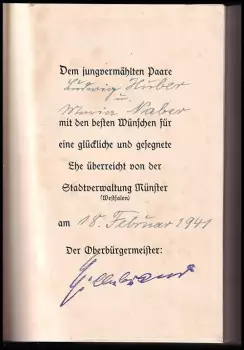 Dem jungvermählten Paare
Ludwig Huber
u
Maria Naber
mit den besten Wünschen für
eine glückliche und gesegnete
Ehe überreicht von der
Stadtverwaltung Münster
(Westfalen)
am 18. Februar 1941
Der Oberbürgermeister:
Hillebrand